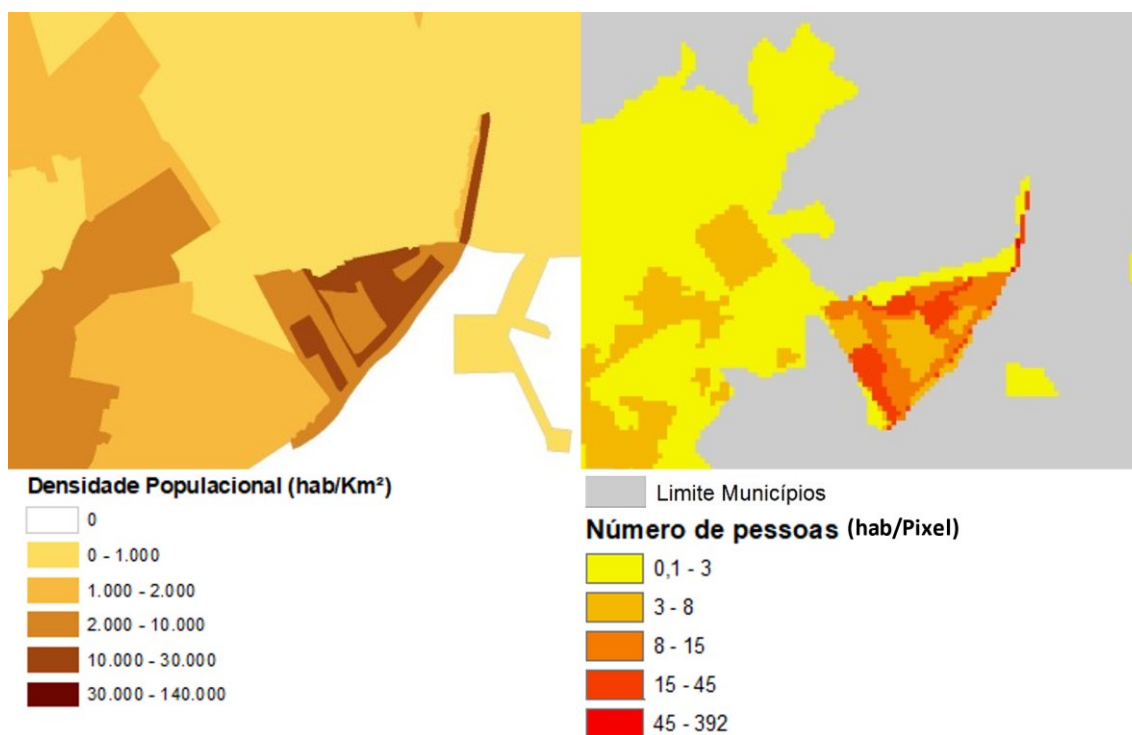 Densidade Populacional (hab/Km²)
0
0 - 1.000
1.000 - 2.000
2.000 - 10.000
10.000 - 30.000
30.000 - 140.000
Limite Municípios
Número de pessoas (hab/Pixel)
0,1 - 3
3 - 8
8 - 15
15 - 45
45 - 392